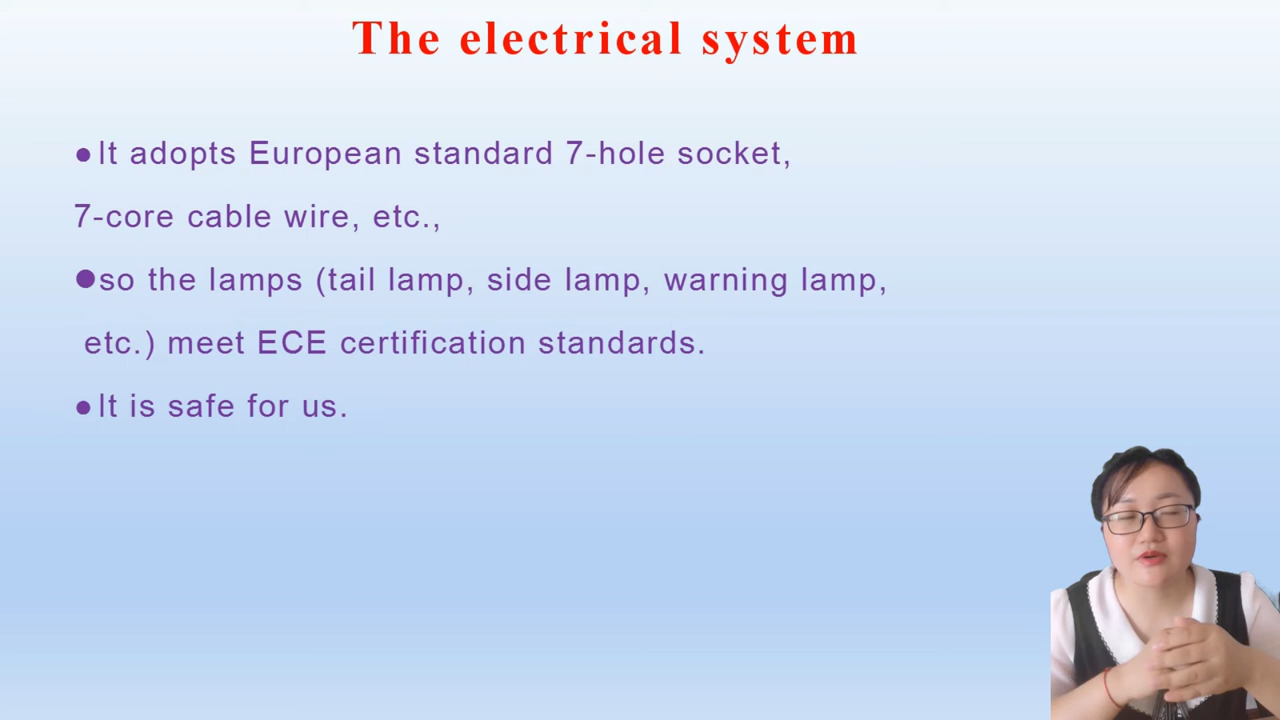 The electrical system
●It adopts European standard 7-hole socket,
7-core cable wire, etc.,
●so the lamps (tail lamp, side lamp, warning lamp,
etc.) meet ECE certification standards.
●It is safe for us.